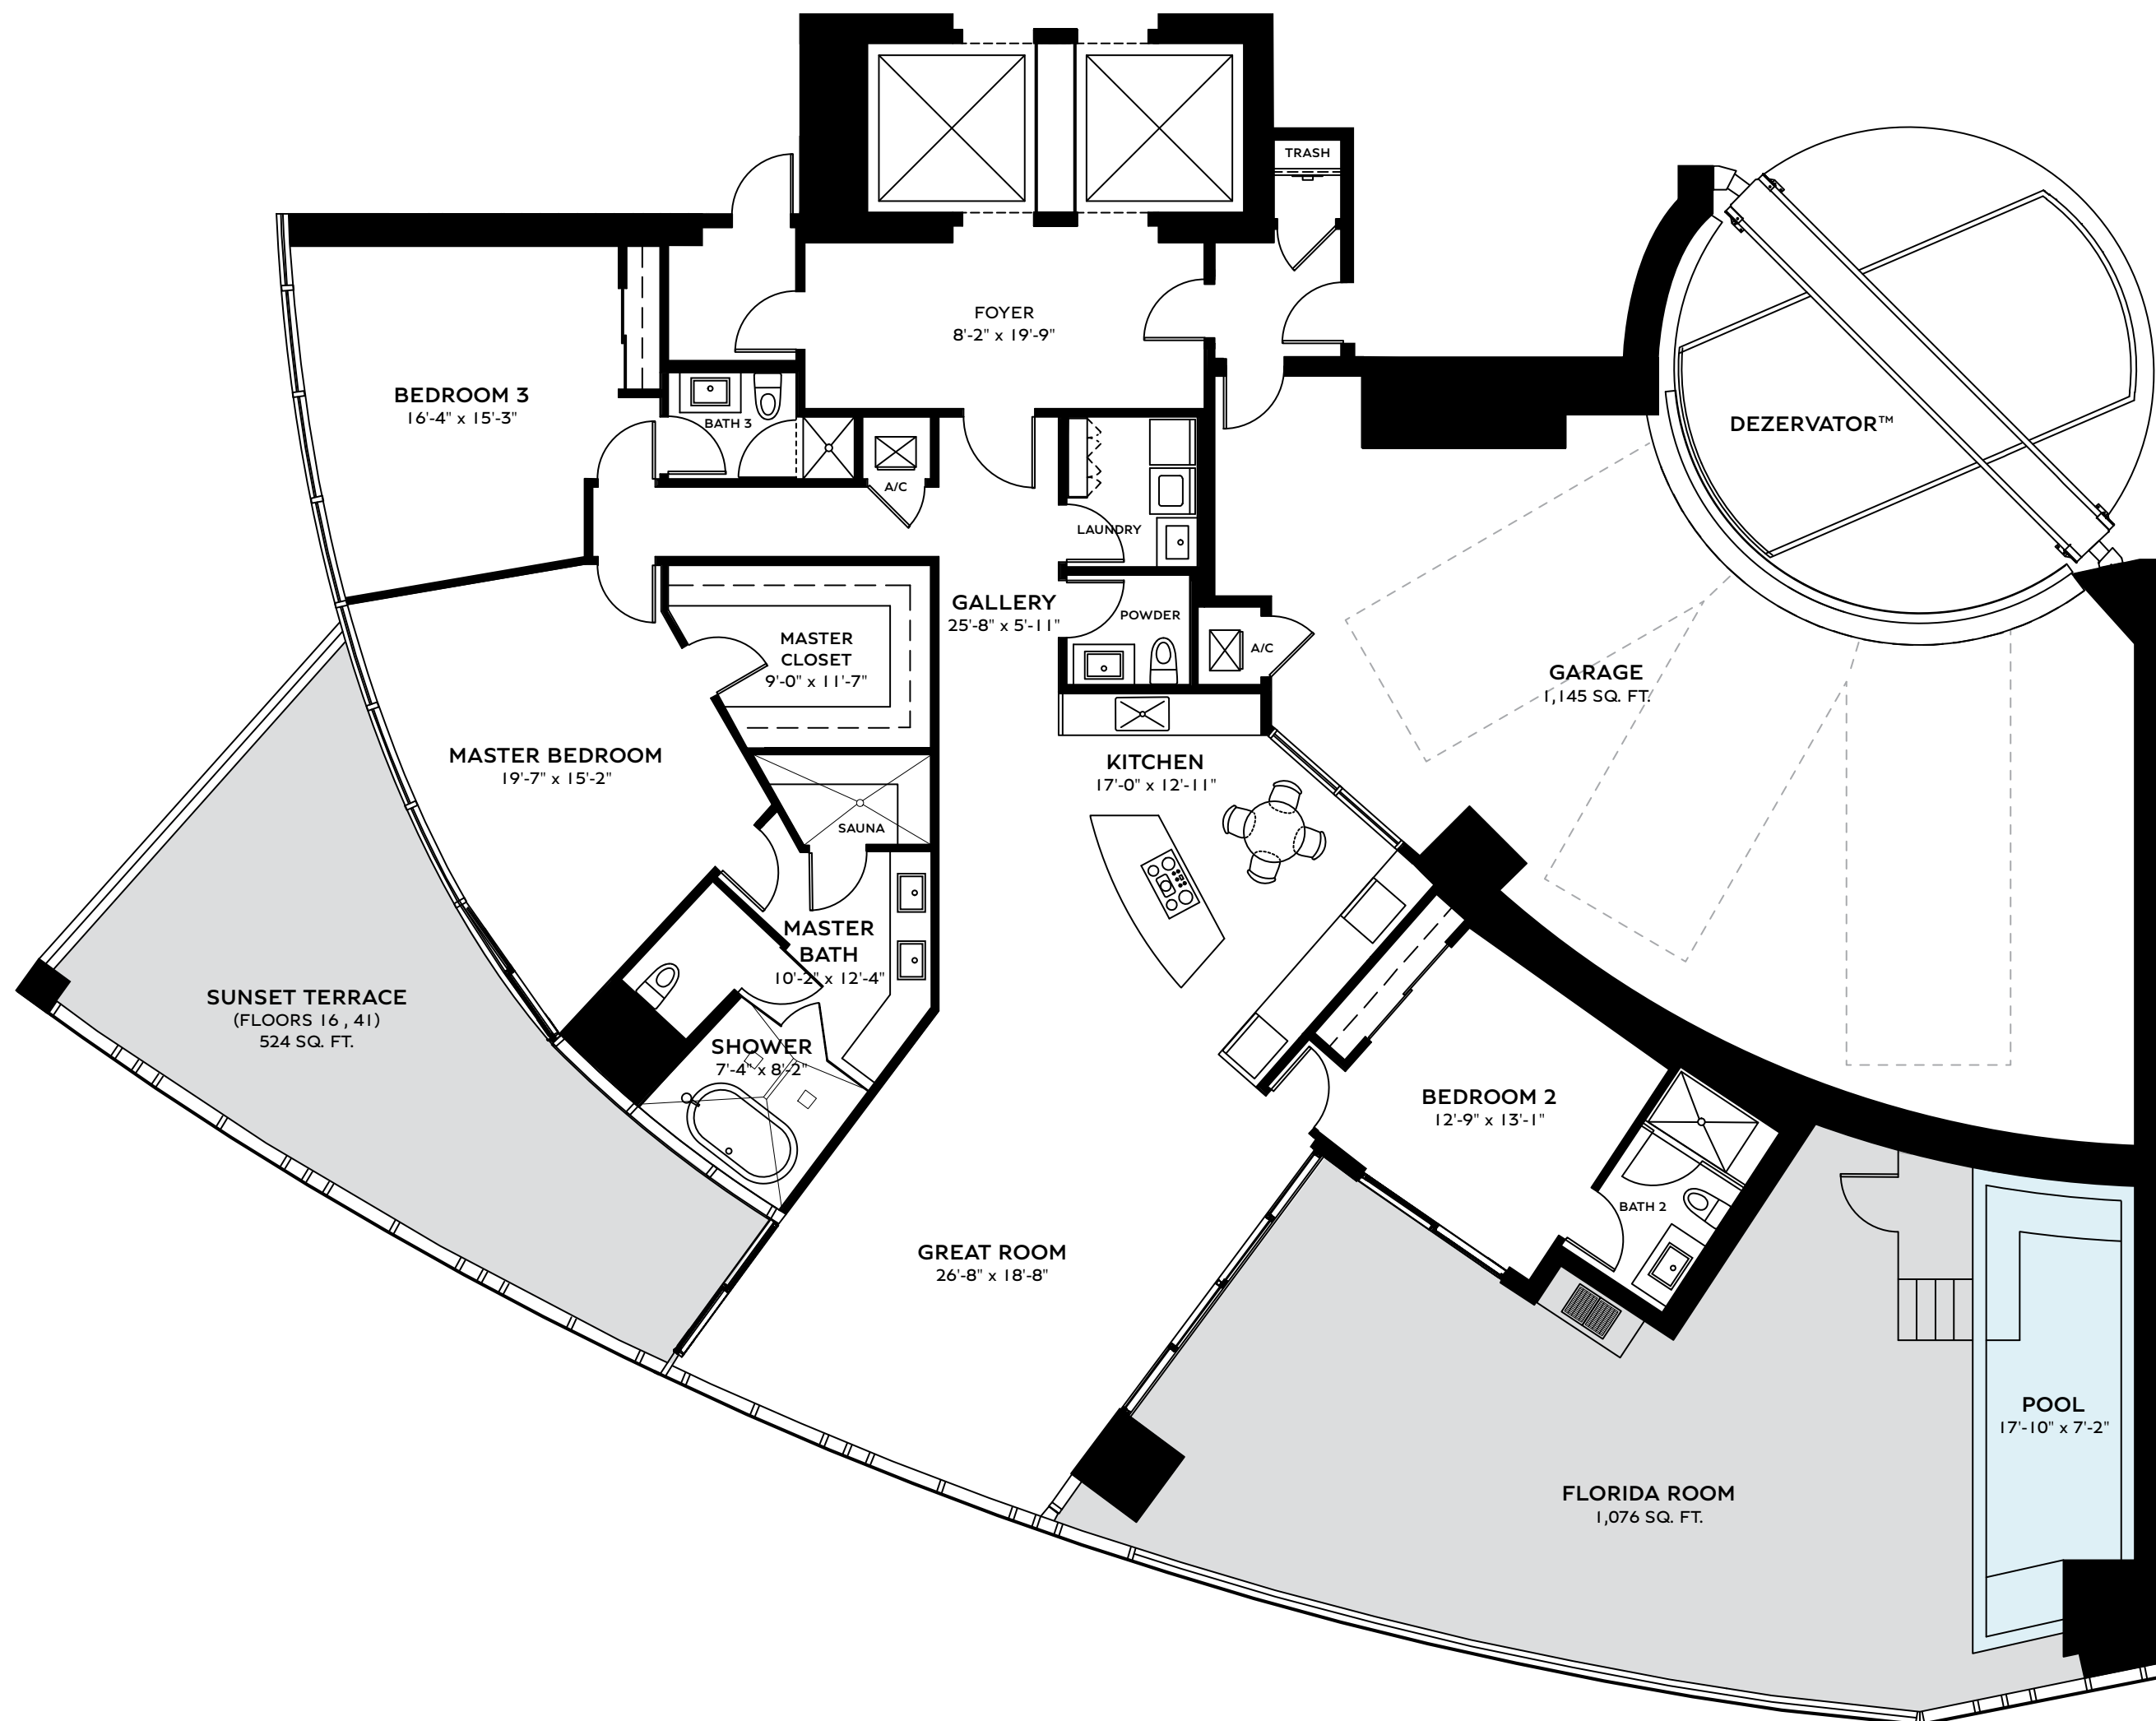 TRASH
FOYER
8'-2" x 19'-9"
BEDROOM 3
16'-4" x 15'-3"
BATH 3
DEZERVATOR™
A/C
LAUNDRY
GALLERY
25'-8" x 5'-11"
POWDER
MASTER
CLOSET
9'-0" x 11'-7"
A/C
GARAGE
1,145 SQ. FT.
MASTER BEDROOM
19'-7" x 15'-2"
KITCHEN
17'-0" x 12'-11"
SAUNA
MASTER
BATH
10'-2" x 12'-4"
SUNSET TERRACE
(FLOORS 16 , 41)
524 SQ. FT.
SHOWER
7'-4" x 8'-2"
BEDROOM 2
12'-9" x 13'-1"
BATH 2
GREAT ROOM
26'-8" x 18'-8"
POOL
17'-10" x 7'-2"
FLORIDA ROOM
1,076 SQ. FT.